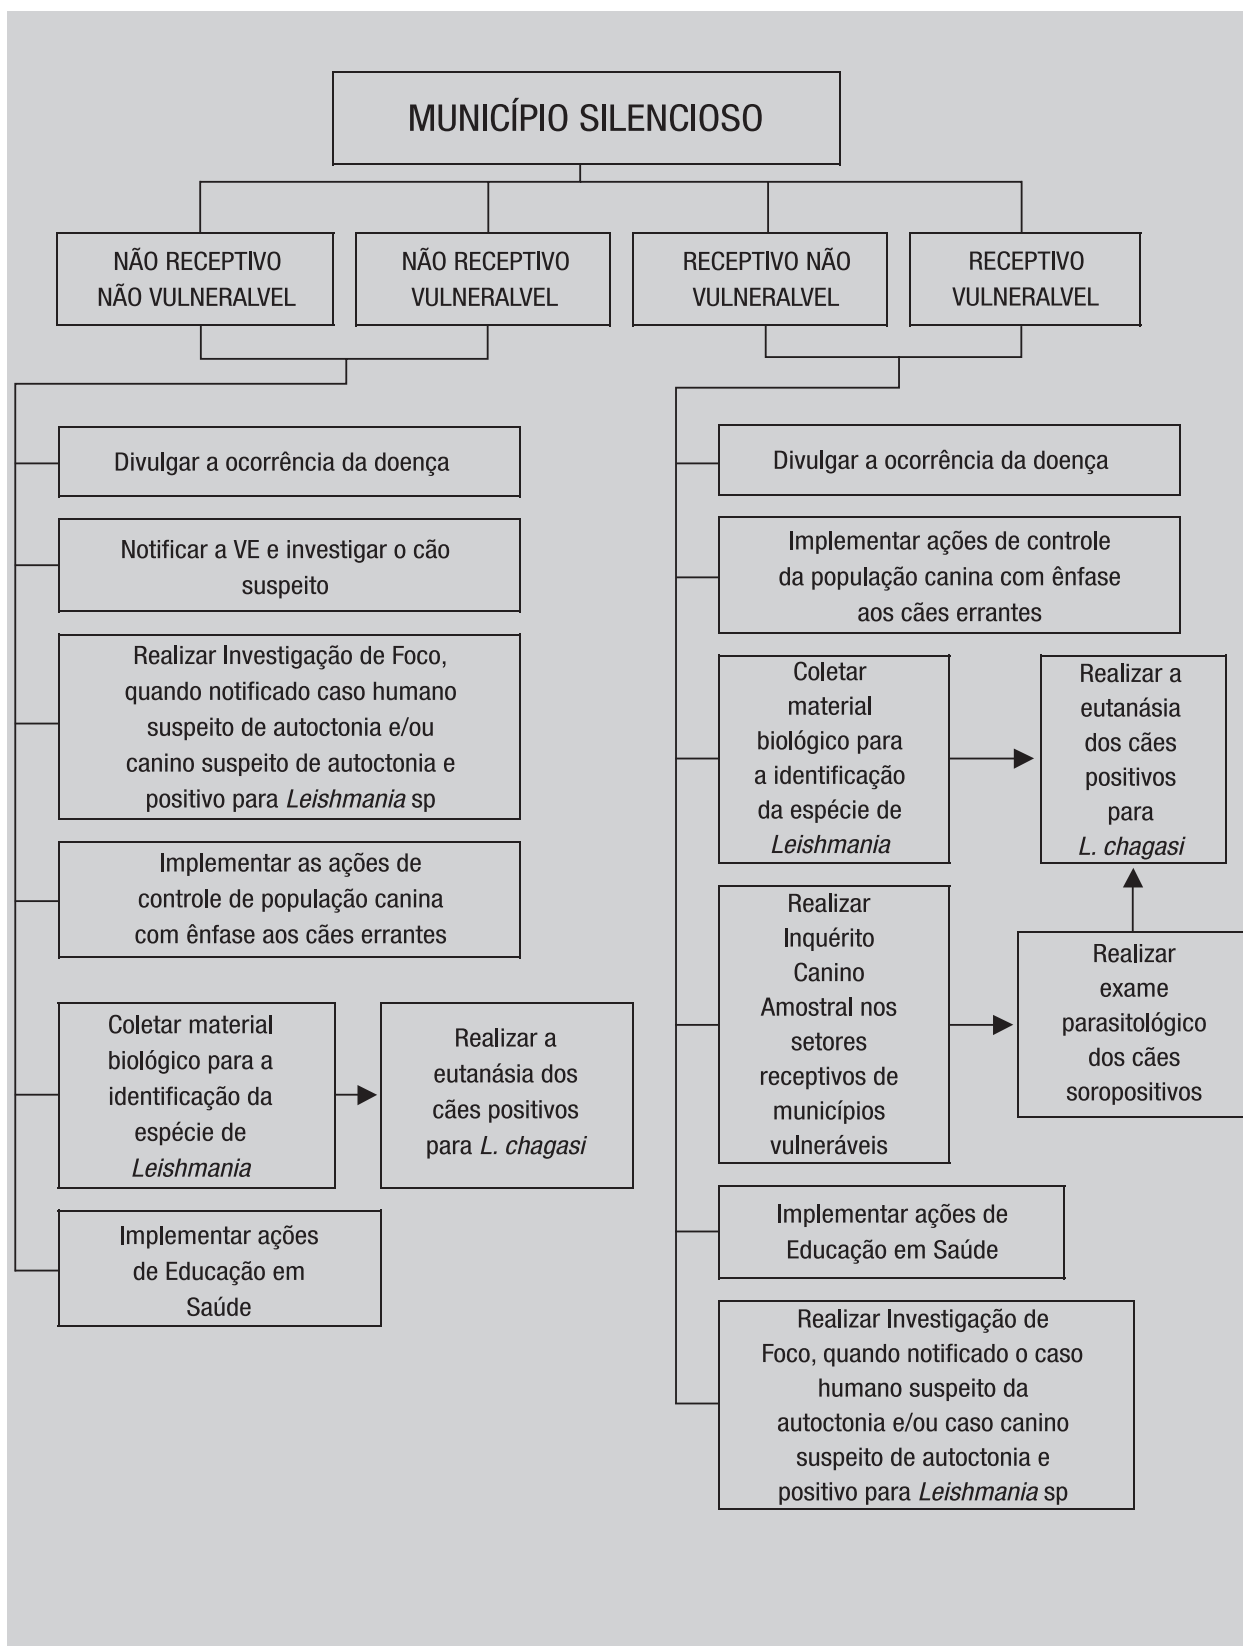 MUNICÍPIO SILENCIOSO
NÃO RECEPTIVO
NÃO VULNERALVEL
NÃO RECEPTIVO
VULNERALVEL
RECEPTIVO NÃO
VULNERALVEL
RECEPTIVO
VULNERALVEL
Divulgar a ocorrência da doença
Notificar a VE e investigar o cão
suspeito
Realizar Investigação de Foco,
quando notificado caso humano
suspeito de autoctonia e/ou
canino suspeito de autoctonia e
positivo para Leishmania sp
Implementar as ações de
controle de população canina
com ênfase aos cães errantes
Coletar material
biológico para a
identificação da
espécie de
Leishmania
Realizar a
eutanásia dos
cães positivos
para L. chagasi
Implementar ações
de Educação em
Saúde
Divulgar a ocorrência da doença
Implementar ações de controle
da população canina com ênfase
aos cães errantes
Coletar
material
biológico para
a identificação
da espécie de
Leishmania
Realizar a
eutanásia
dos cães
positivos
para
L. chagasi
Realizar
Inquérito
Canino
Amostral nos
setores
receptivos de
municípios
vulneráveis
Realizar
exame
parasitológico
dos cães
soropositivos
Implementar ações de
Educação em Saúde
Realizar Investigação de
Foco, quando notificado o caso
humano suspeito da
autoctonia e/ou caso canino
suspeito de autoctonia e
positivo para Leishmania sp